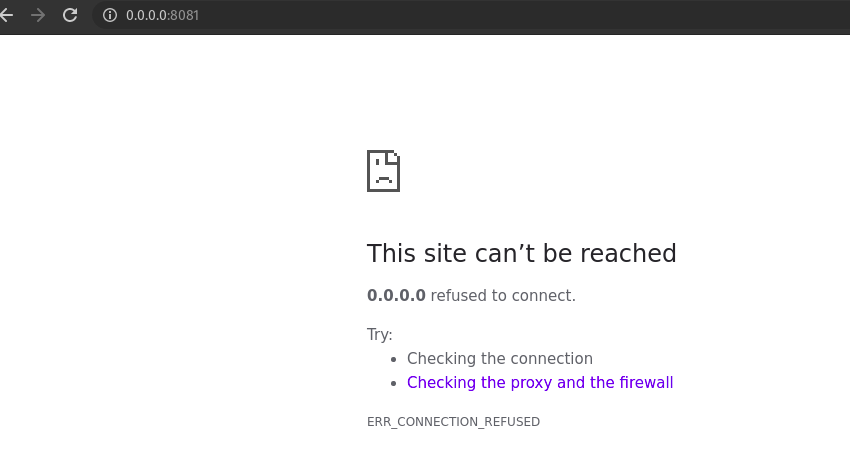 0.0.0.0:8081
This site can’t be reached
0.0.0.0 refused to connect.
Try:
• Checking the connection
• Checking the proxy and the firewall
ERR_CONNECTION_REFUSED